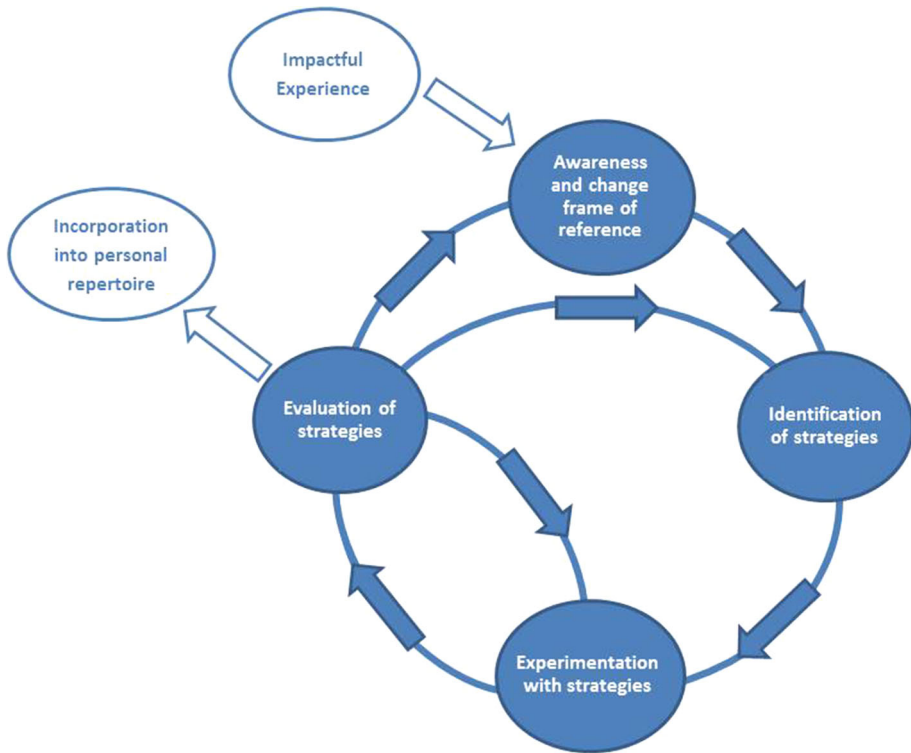 Impactful
Experience
Awareness
and change
frame of
reference
Incorporation
into personal
repertoire
Evaluation of
strategies
Identification
of strategies
Experimentation
with strategies